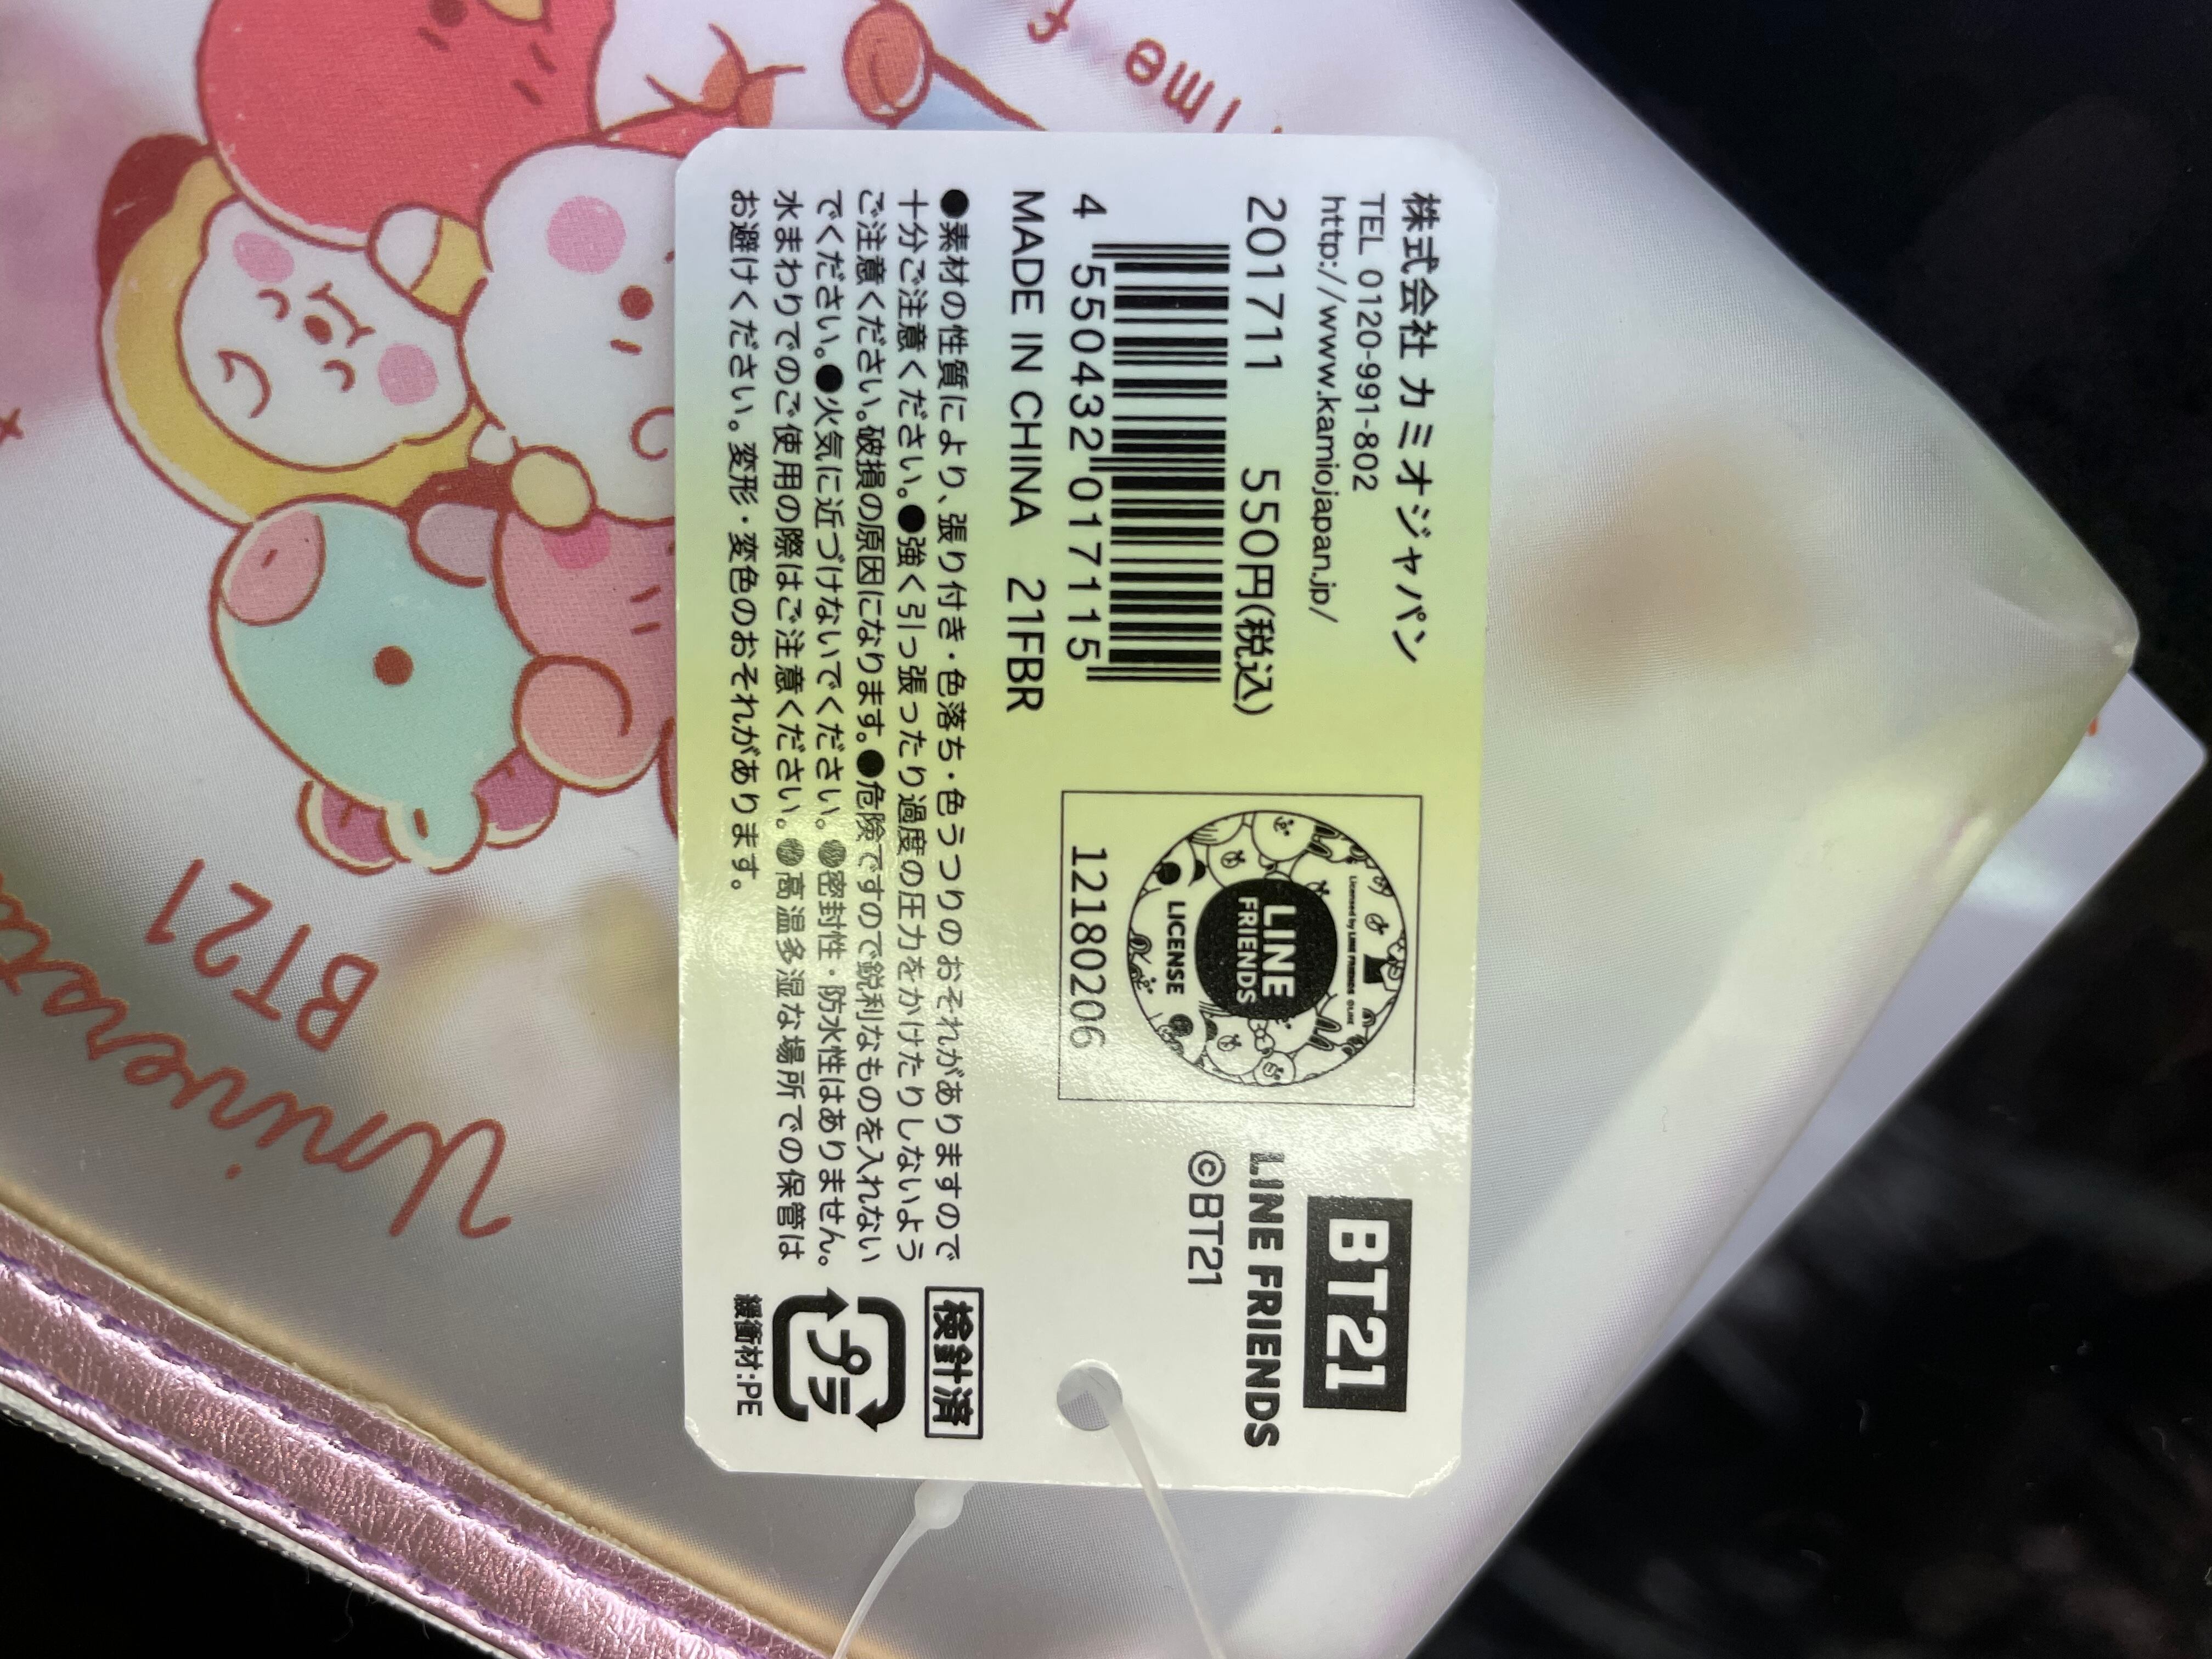 株式会社 カミオジャパン
TEL 0120-991-802
http://www.kamiojapan.jp/
201711 550円(税込)
4 550432 017115
MADE IN CHINA 21FBR
LINE
FRIENDS
LICENSE
12180206
BT21
LINE FRIENDS
©BT21
●素材の性質により、張り付き・色落ち・色うつりのおそれがありますので
十分ご注意ください。●強く引っ張ったり過度の圧力をかけたりしないよう
ご注意ください。破損の原因になります。●危険ですので鋭利なものを入れない
でください。●火気に近づけないでください。●密封性・防水性はありません。
水まわりでのご使用の際はご注意ください。●高温多湿な場所での保管は
お避けください。変形・変色のおそれがあります。
検針済
プラ
緩衝材:PE
BT21